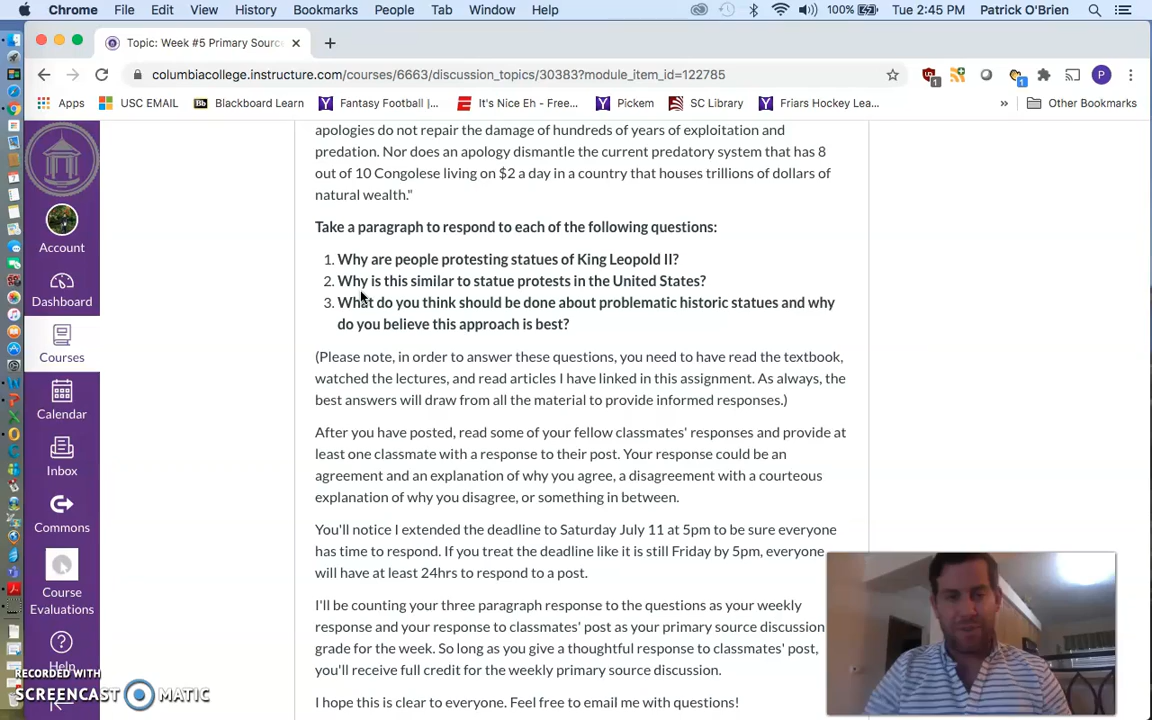 Chrome File Edit View History Bookmarks People Tab Window Help 100% Tue 2:45 PM Patrick O'Brien
Topic: Week #5 Primary Sourc
columbiacollege.instructure.com/courses/6663/discussion_topics/30383?module_item_id=122785
Apps USC EMAIL Bb Blackboard Learn Fantasy Football |... It's Nice Eh - Free... Pickem SC Library Friars Hockey Lea... » Other Bookmarks
apologies do not repair the damage of hundreds of years of exploitation and
predation. Nor does an apology dismantle the current predatory system that has 8
out of 10 Congolese living on $2 a day in a country that houses trillions of dollars of
natural wealth."
Take a paragraph to respond to each of the following questions:
1. Why are people protesting statues of King Leopold II?
2. Why is this similar to statue protests in the United States?
3. What do you think should be done about problematic historic statues and why
do you believe this approach is best?
(Please note, in order to answer these questions, you need to have read the textbook,
watched the lectures, and read articles I have linked in this assignment. As always, the
best answers will draw from all the material to provide informed responses.)
After you have posted, read some of your fellow classmates' responses and provide at
least one classmate with a response to their post. Your response could be an
agreement and an explanation of why you agree, a disagreement with a courteous
explanation of why you disagree, or something in between.
You'll notice I extended the deadline to Saturday July 11 at 5pm to be sure everyone
has time to respond. If you treat the deadline like it is still Friday by 5pm, everyone
will have at least 24hrs to respond to a post.
I'll be counting your three paragraph response to the questions as your weekly
response and your response to classmates' post as your primary source discussion
grade for the week. So long as you give a thoughtful response to classmates' post,
you'll receive full credit for the weekly primary source discussion.
I hope this is clear to everyone. Feel free to email me with questions!
Account
Dashboard
Courses
Calendar
Inbox
Commons
Course
Evaluations
Help
RECORDED WITH
SCREENCAST MATIC